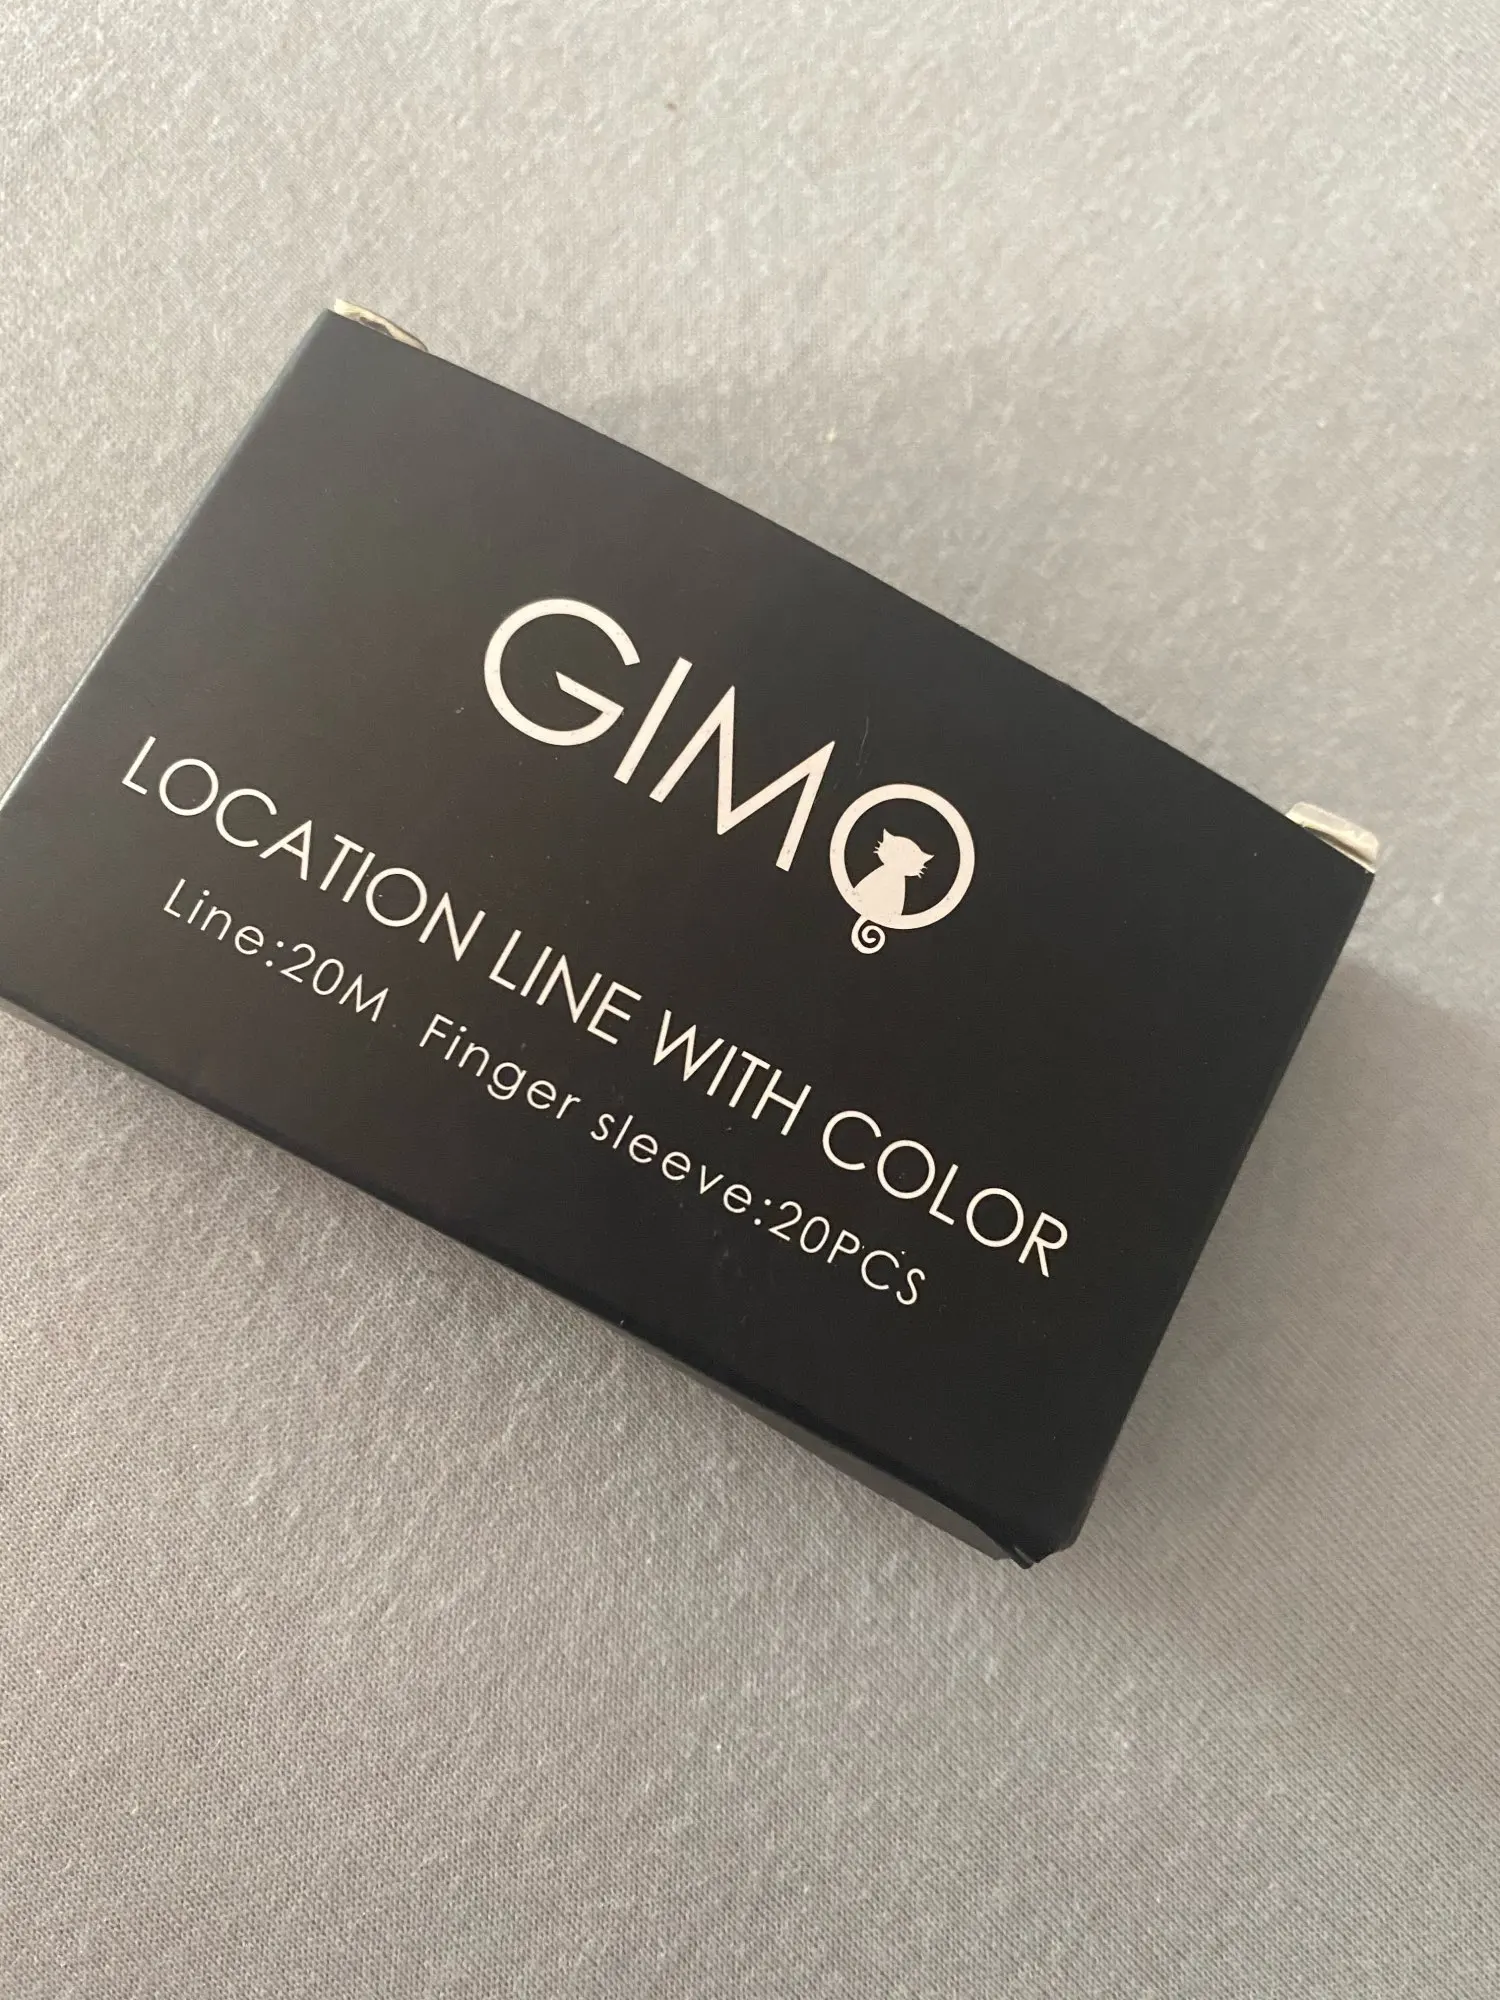 GIMO
LOCATION LINE WITH COLOR
Line:20M Finger sleeve:20PCS